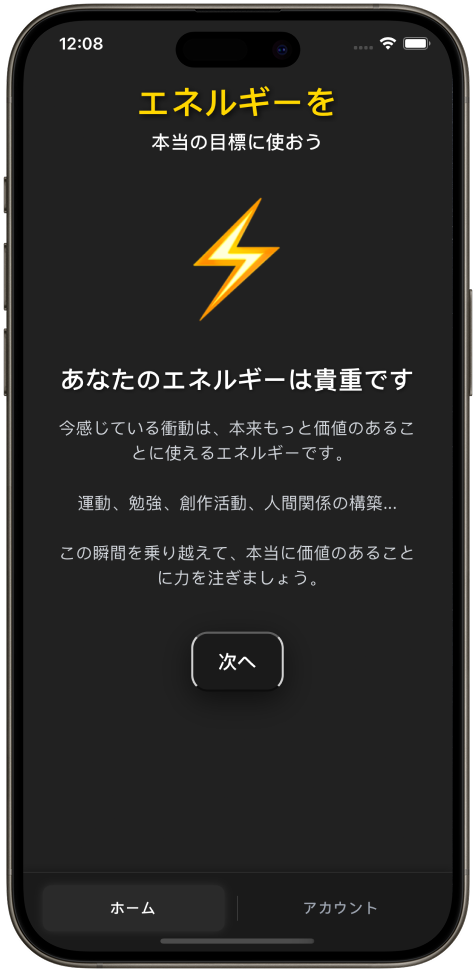 12:08
エネルギーを
本当の目標に使おう
あなたのエネルギーは貴重です
今感じている衝動は、本来もっと価値のあるこ
とに使えるエネルギーです。
運動、勉強、創作活動、人間関係の構築...
この瞬間を乗り越えて、本当に価値のあること
に力を注ぎましょう。
次へ
ホーム
アカウント